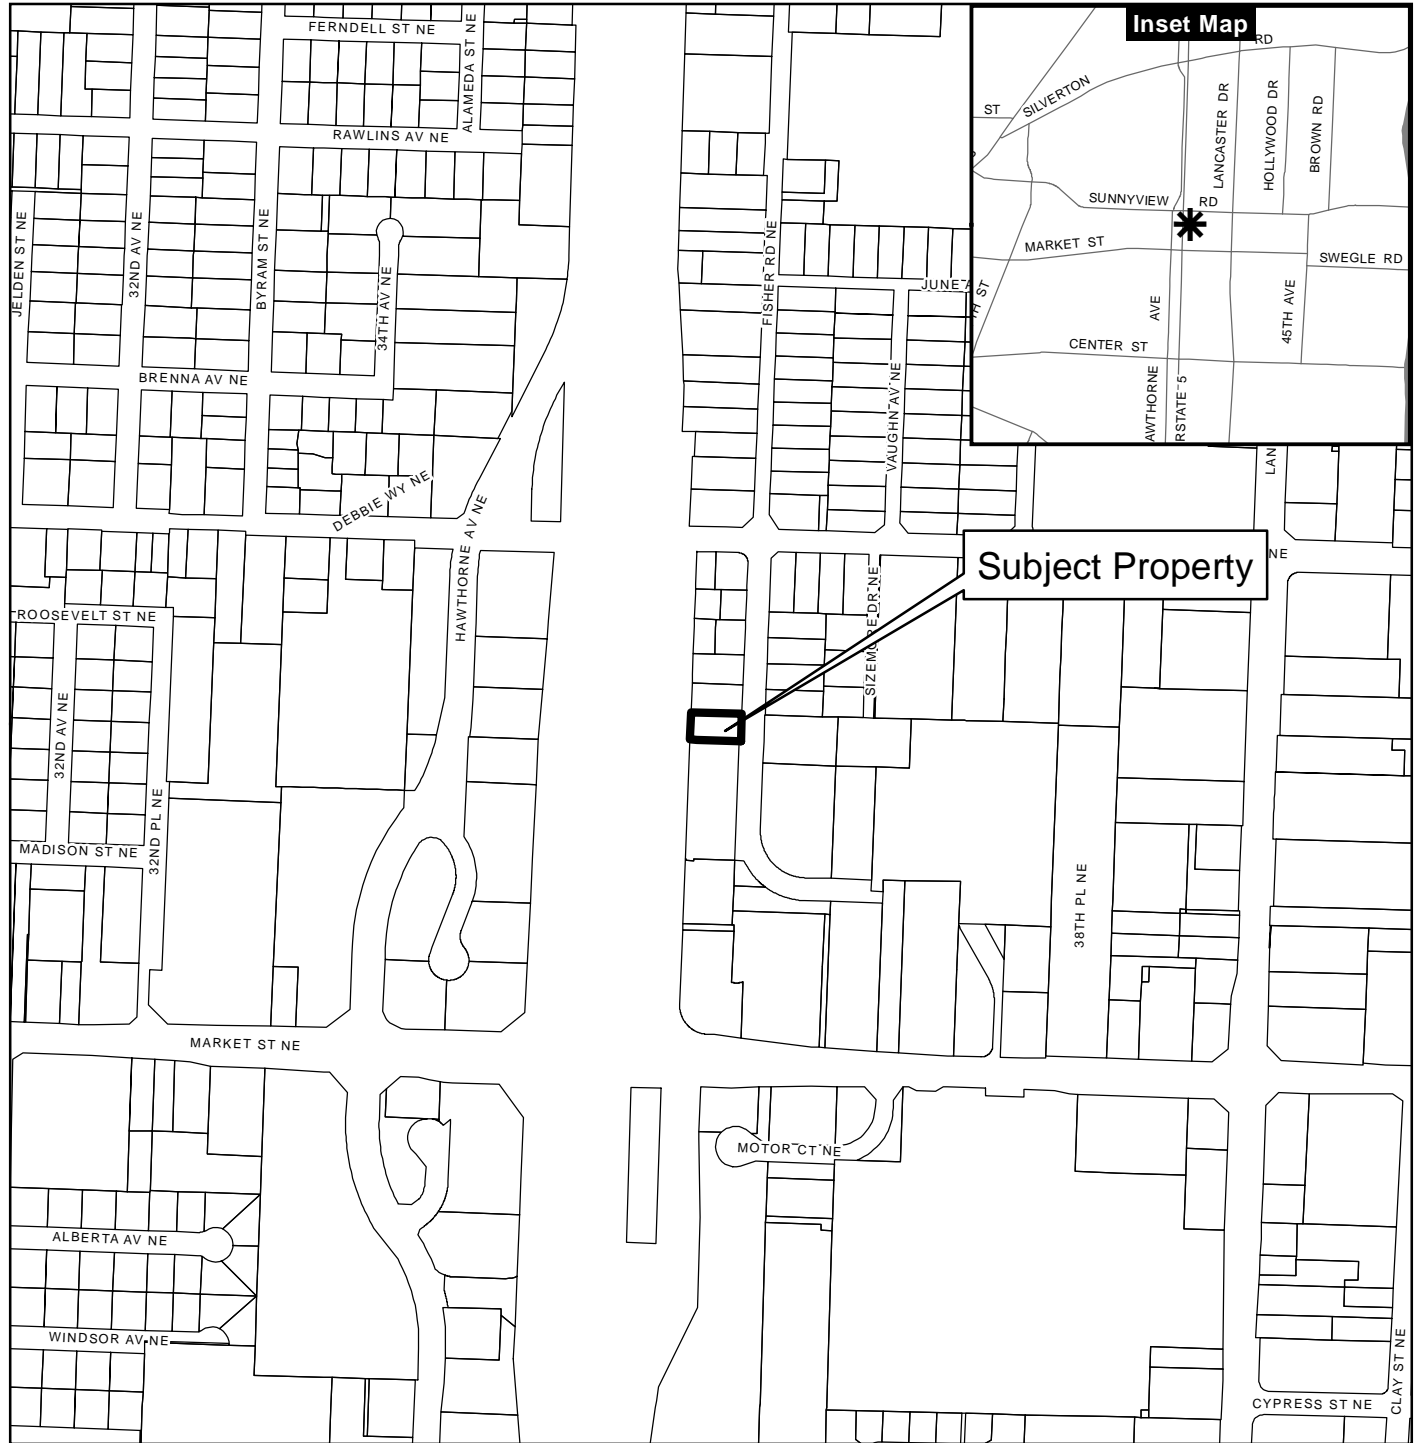 FERNDELL ST NE
ALAMEDA ST NE
RAWLINS AV NE
JELDEN ST NE
32ND AV NE
BYRAM ST NE
34TH AV NE
BRENNA AV NE
DEBBIE WY NE
HAWTHORNE AV NE
FISHER RD NE
JUNE A
VAUGHN AV NE
Inset Map
RD
SILVERTON
ST
LANCASTER DR
HOLLYWOOD DR
BROWN RD
SUNNYVIEW
RD
MARKET ST
SWEGLE RD
TH ST
AVE
45TH AVE
CENTER ST
AWTHORNE
RSTATE 5
LAN
NE
Subject Property
SIZEMORE DR NE
ROOSEVELT ST NE
32ND AV NE
32ND PL NE
MADISON ST NE
38TH PL NE
MARKET ST NE
MOTOR CT NE
ALBERTA AV NE
WINDSOR AV NE
CLAY ST NE
CYPRESS ST NE